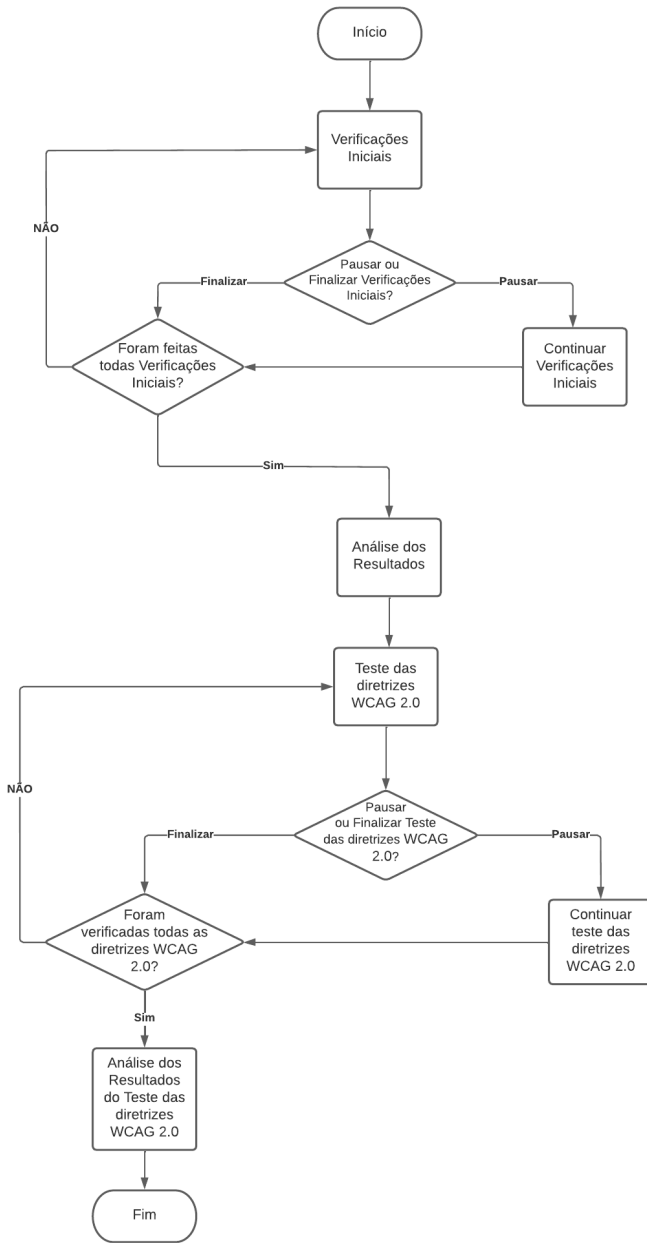 Início
Verificações
Iniciais
NÃO
Pausar ou
Finalizar Verificações
Iniciais?
Finalizar
Pausar
Foram feitas
todas Verificações
Iniciais?
Continuar
Verificações
Iniciais
Sim
Análise dos
Resultados
Teste das
diretrizes
WCAG 2.0
NÃO
Pausar
ou Finalizar Teste
das diretrizes WCAG
2.0?
Finalizar
Pausar
Foram
verificadas todas as
diretrizes WCAG
2.0?
Continuar
teste das
diretrizes
WCAG 2.0
Sim
Análise dos
Resultados
do Teste das
diretrizes
WCAG 2.0
Fim